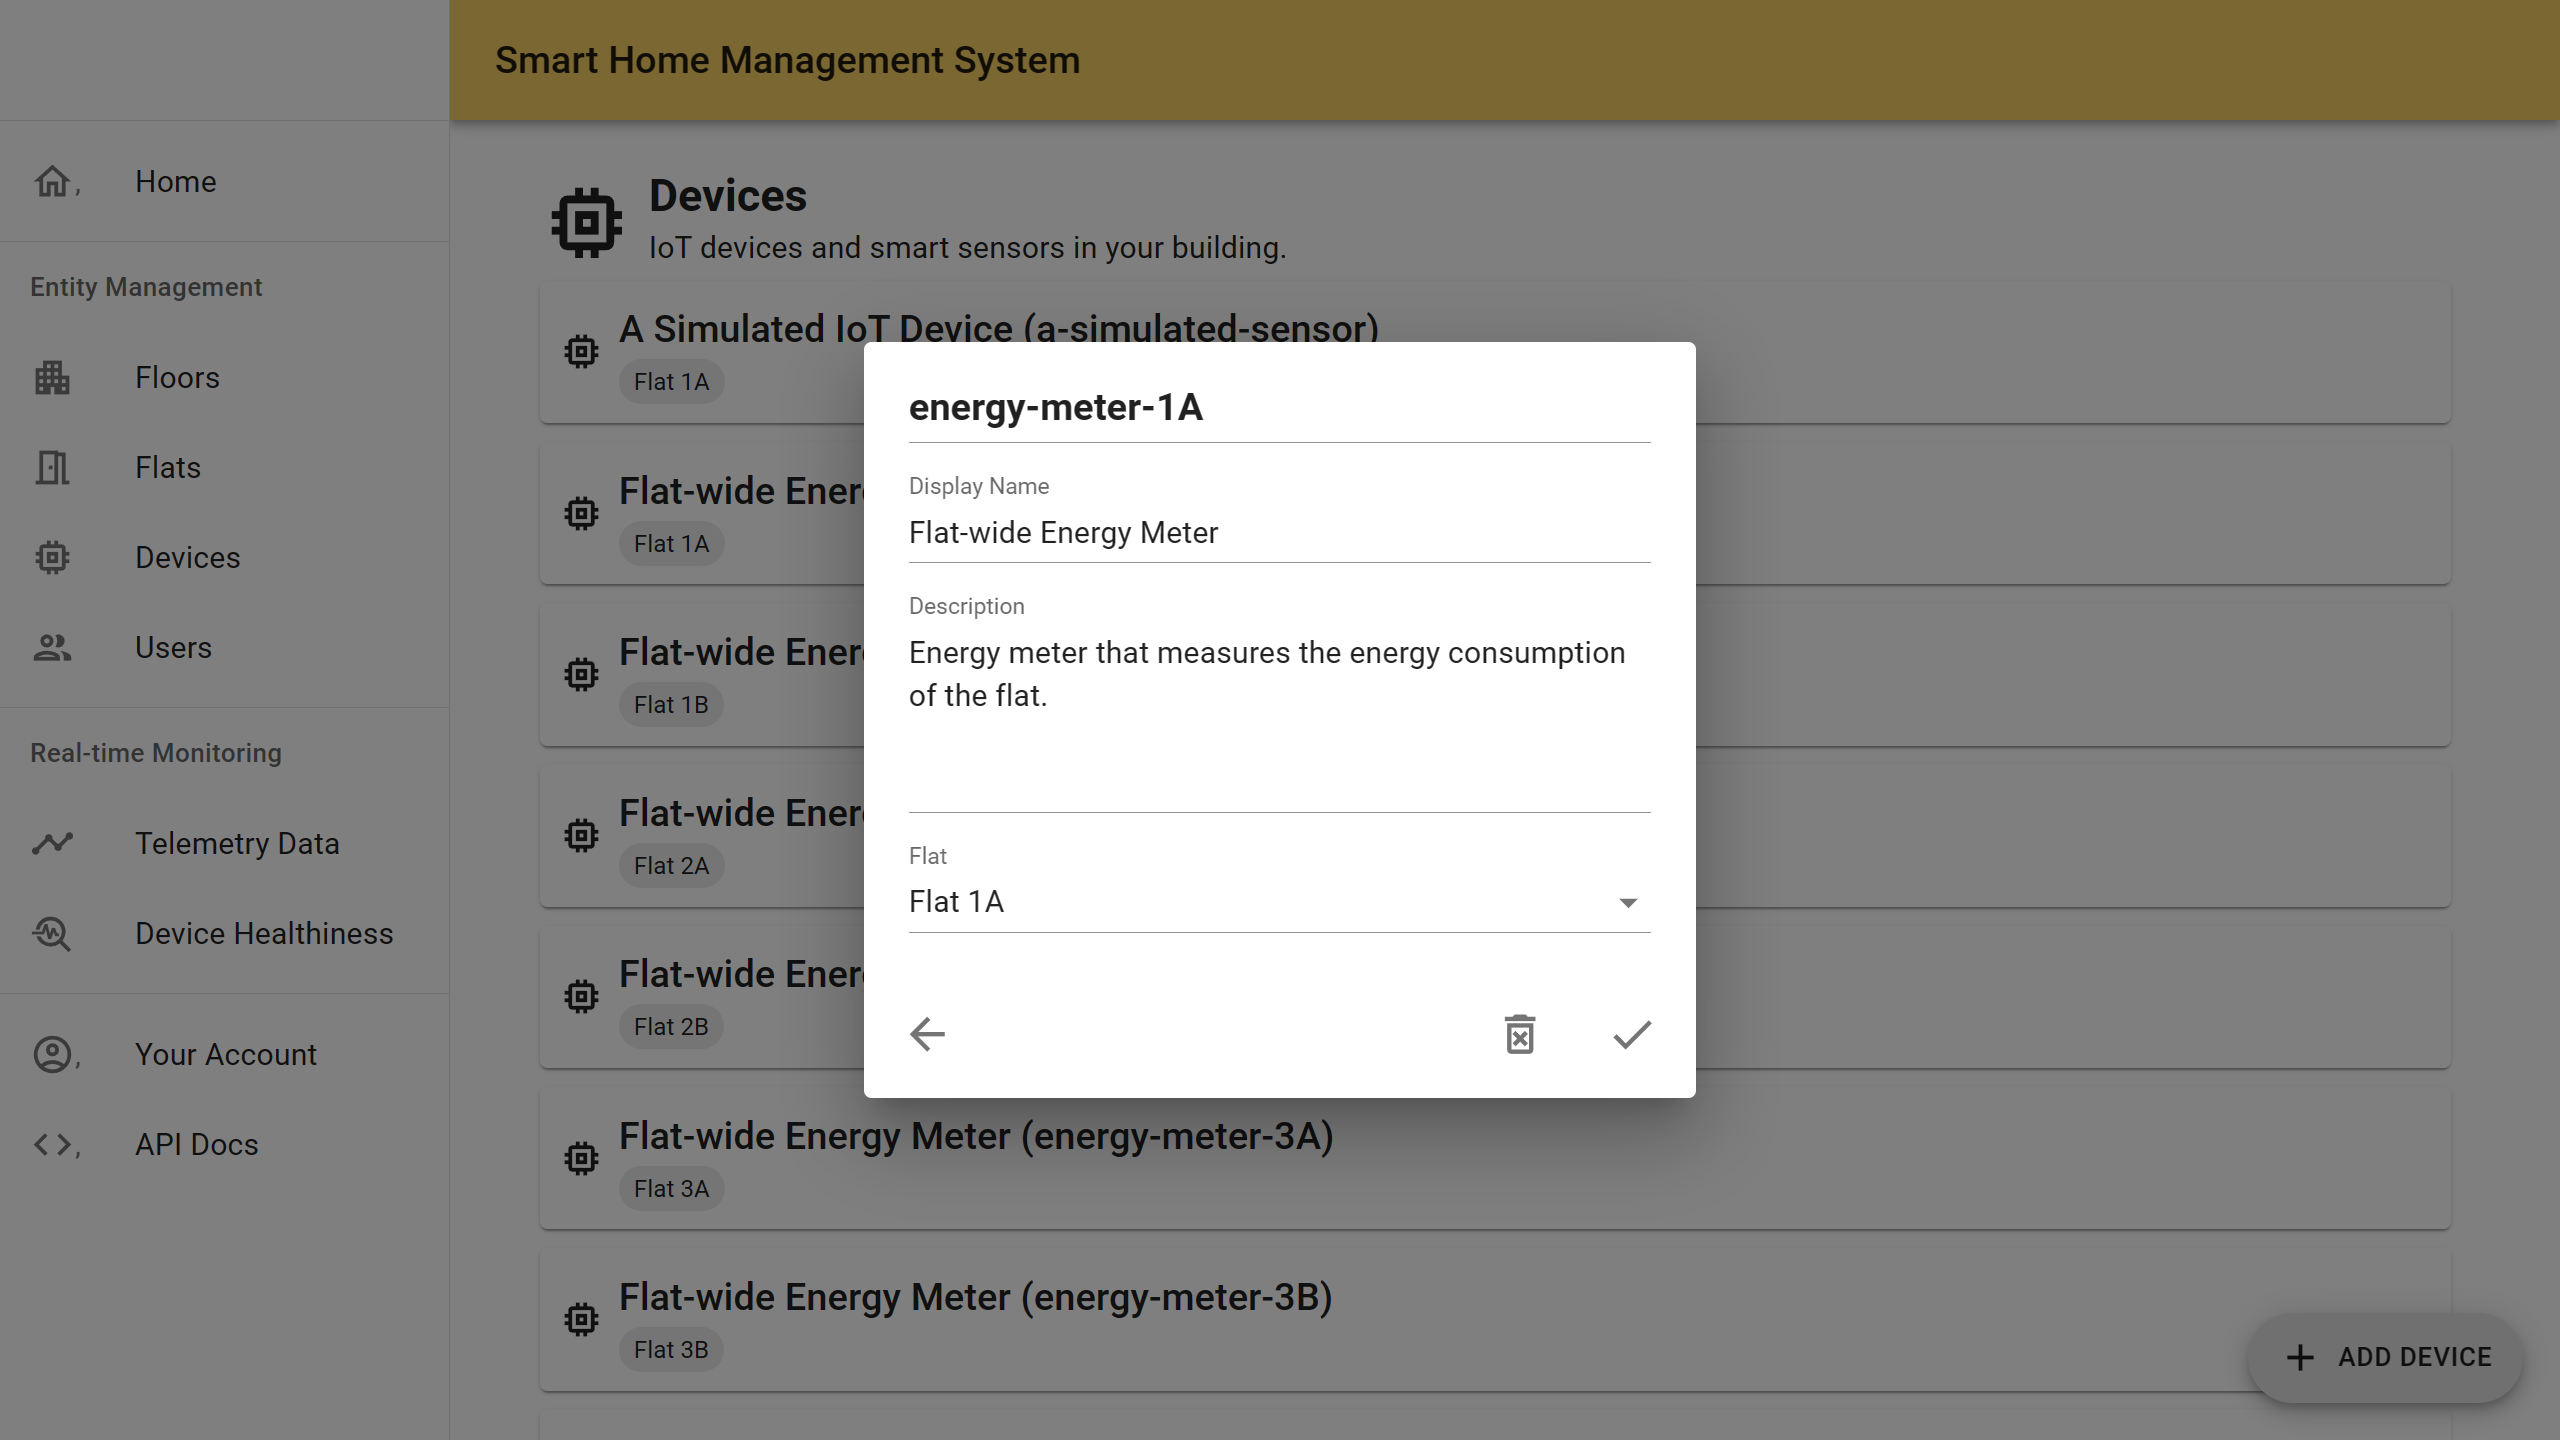 Smart Home Management System
Home
Entity Management
Floors
Flats
Devices
Users
Real-time Monitoring
Telemetry Data
Device Healthiness
Your Account
API Docs
Devices
IoT devices and smart sensors in your building.
A Simulated IoT Device (a-simulated-sensor)
Flat 1A
Flat-wide
Flat 1A
Flat-wide
Flat 1B
Flat-wide
Flat 2A
Flat-wide
Flat 2B
Flat-wide Energy Meter (energy-meter-3A)
Flat 3A
Flat-wide Energy Meter (energy-meter-3B)
Flat 3B
ADD DEVICE
energy-meter-1A
Display Name
Flat-wide Energy Meter
Description
Energy meter that measures the energy consumption
of the flat.
Flat
Flat 1A